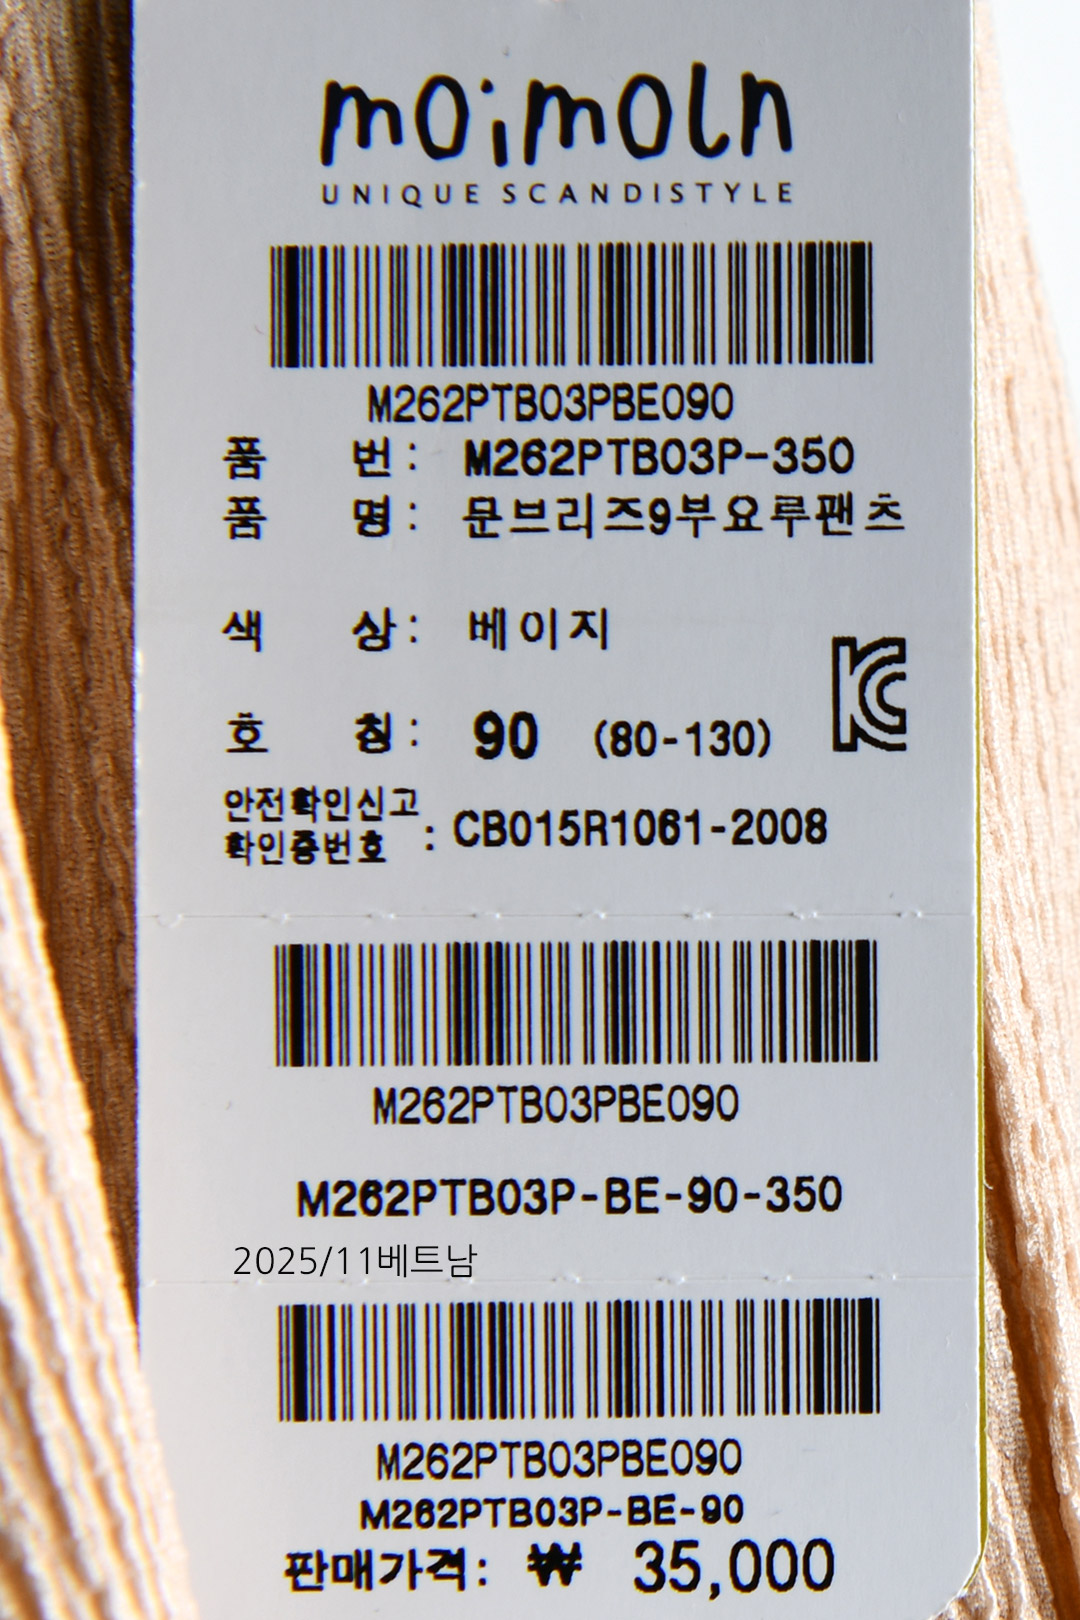 moimoln
UNIQUE SCANDISTYLE
M262PTB03PBE090
품 번 : M262PTB03P-350
품 명 : 문브리즈9부요루팬츠
색 상 : 베이지
호 칭 : 90 (80-130)
안전확인신고
확인증번호 : CB015R1061-2008
M262PTB03PBE090
M262PTB03P-BE-90-350
2025/11베트남
M262PTB03PBE090
M262PTB03P-BE-90
판매가격: ₩ 35,000